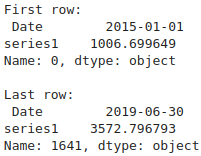 First row:
Date 2015-01-01
series1 1006.699649
Name: 0, dtype: object
Last row:
Date 2019-06-30
series1 3572.796793
Name: 1641, dtype: object